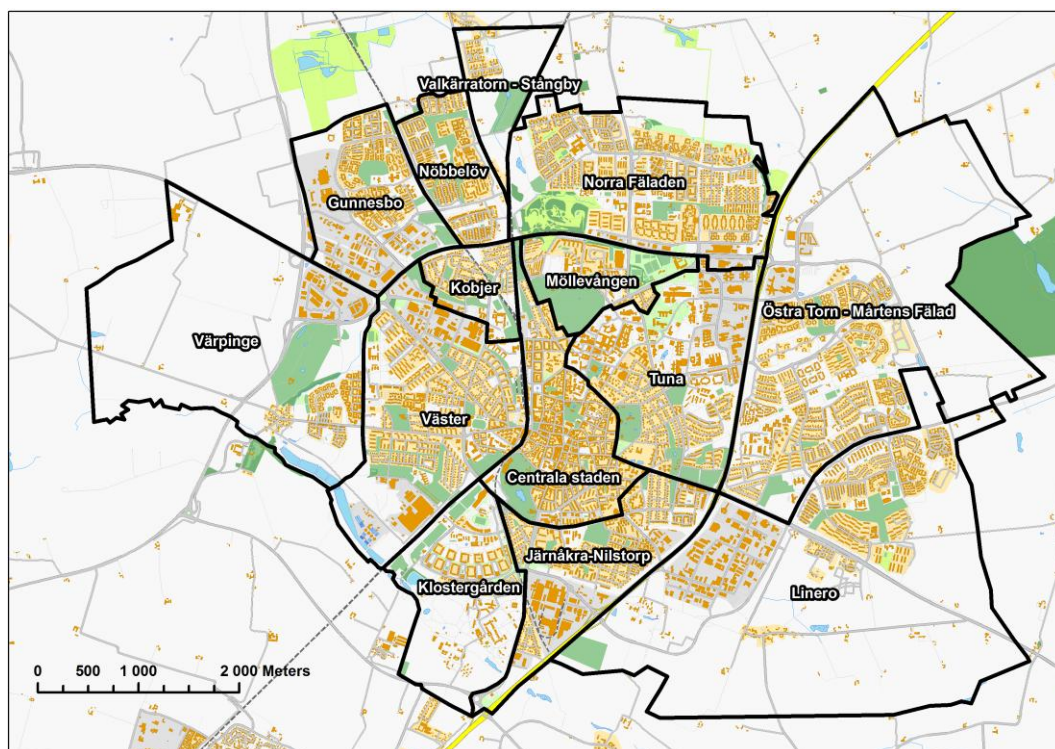 Valkärratorn - Stångby
Nöbbelöv
Norra Fäladen
Gunnesbo
Möllevången
Kobjer
Östra Torn - Mårtens Fälad
Värpinge
Tuna
Väster
Centrala staden
Järnåkra-Nilstorp
Klostergården
Linero
0 500 1 000 2 000 Meters